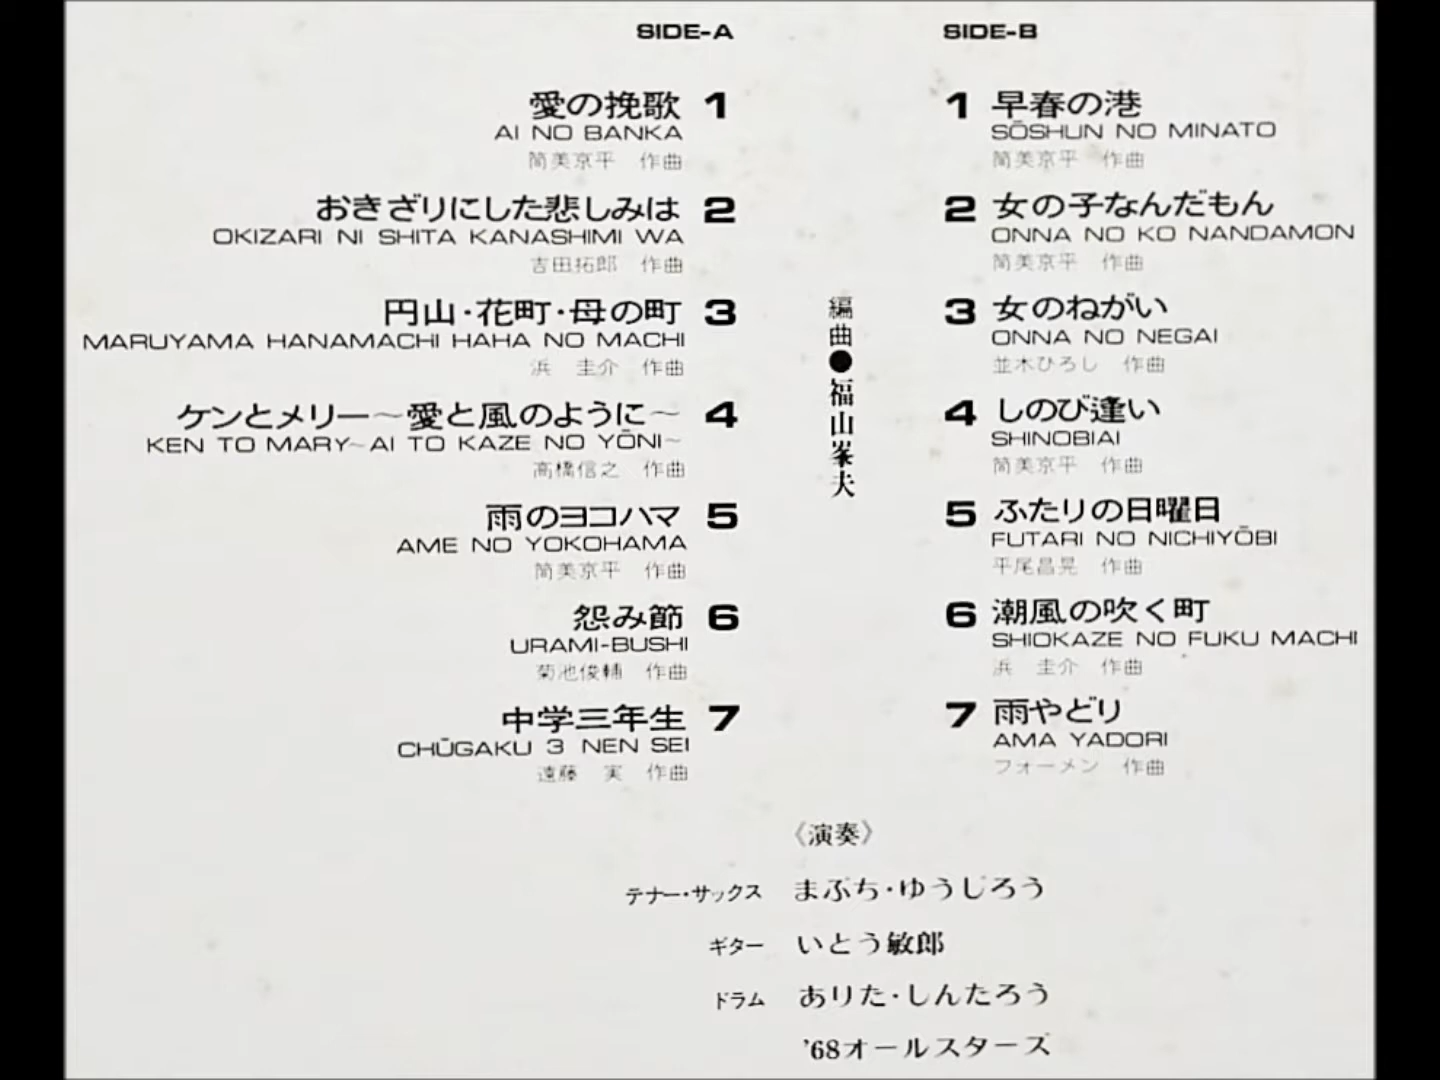 SIDE-A
愛の挽歌 1
AI NO BANKA
筒美京平 作曲
おきざりにした悲しみは 2
OKIZARI NI SHITA KANASHIMI WA
吉田拓郎 作曲
円山・花町・母の町 3
MARUYAMA HANAMACHI HAHA NO MACHI
浜 圭介 作曲
ケンとメリー〜愛と風のように〜 4
KEN TO MARY~AI TO KAZE NO YŌNI~
高橋信之 作曲
雨のヨコハマ 5
AME NO YOKOHAMA
筒美京平 作曲
怨み節 6
URAMI-BUSHI
菊池俊輔 作曲
中学三年生 7
CHŪGAKU 3 NEN SEI
遠藤 実 作曲
編曲●福山峯夫
SIDE-B
1 早春の港
SŌSHUN NO MINATO
筒美京平 作曲
2 女の子なんだもん
ONNA NO KO NANDAMON
筒美京平 作曲
3 女のねがい
ONNA NO NEGAI
並木ひろし 作曲
4 しのび逢い
SHINOBIAI
筒美京平 作曲
5 ふたりの日曜日
FUTARI NO NICHIYŌBI
平尾昌晃 作曲
6 潮風の吹く町
SHIOKAZE NO FUKU MACHI
浜 圭介 作曲
7 雨やどり
AMA YADORI
フォーメン 作曲
《演奏》
テナー・サックス まぶち・ゆうじろう
ギター いとう敏郎
ドラム ありた・しんたろう
'68オールスターズ